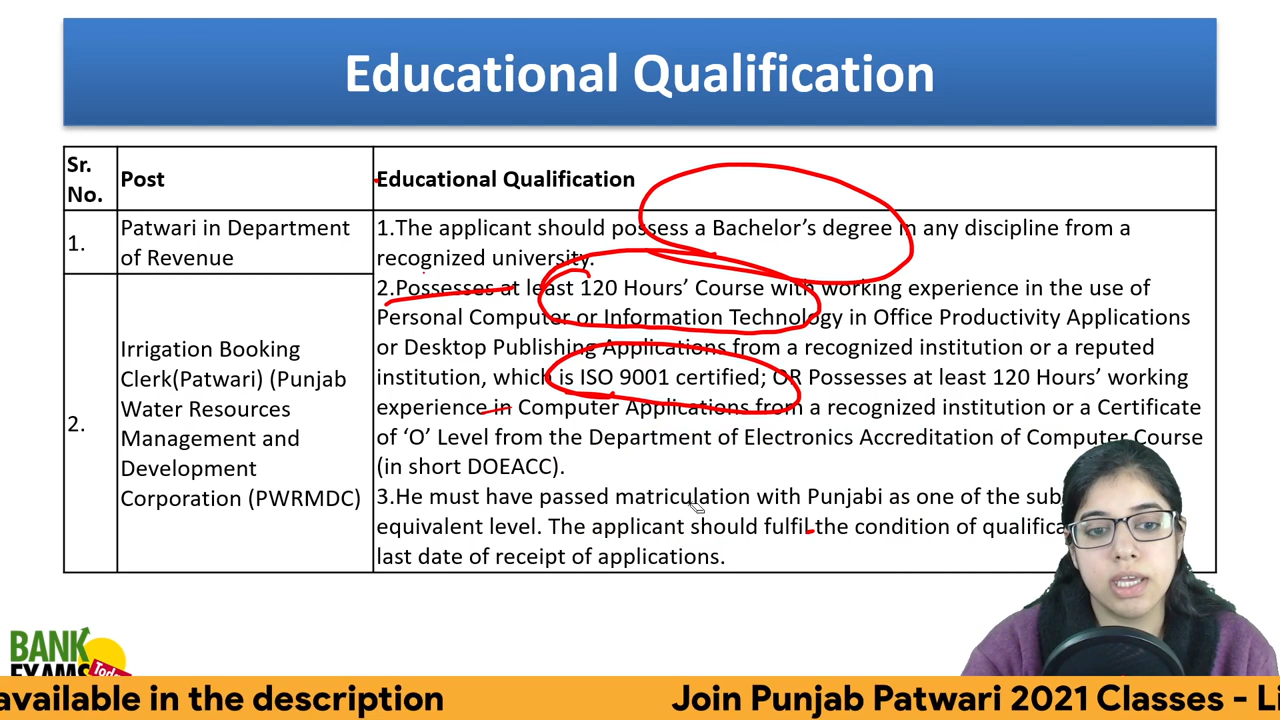 Educational Qualification
Sr. No.
Post
Educational Qualification
1.
Patwari in Department
of Revenue
1.The applicant should possess a Bachelor’s degree in any discipline from a
recognized university.
2.Possesses at least 120 Hours’ Course with working experience in the use of
Personal Computer or Information Technology in Office Productivity Applications
or Desktop Publishing Applications from a recognized institution or a reputed
institution, which is ISO 9001 certified; OR Possesses at least 120 Hours’ working
experience in Computer Applications from a recognized institution or a Certificate
of ‘O’ Level from the Department of Electronics Accreditation of Computer Course
(in short DOEACC).
3.He must have passed matriculation with Punjabi as one of the
equivalent level. The applicant should fulfil the condition of
last date of receipt of applications.
2.
Irrigation Booking
Clerk(Patwari) (Punjab
Water Resources
Management and
Development
Corporation (PWRMDC)
BANK
EXAMS
available in the description
Join Punjab Patwari 2021 Classes -